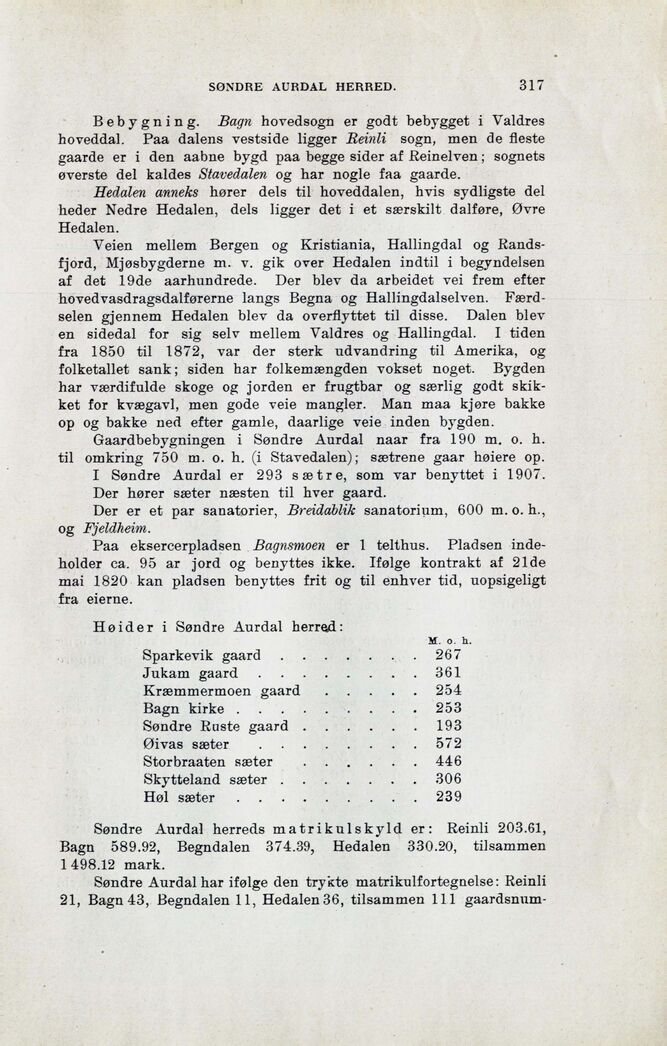 SØNDRE AURDAL HERRED. 317
Bebygning. Bagn hovedsogn er godt bebygget i Valdres
hoveddal. Paa dalens vestside ligger Reinli sogn, men de fleste
gaarde er i den aabne bygd paa begge sider af Reinelven; sognets
øverste del kaldes Stavedalen og har nogle faa gaarde.
Hedalen anneks hører dels til hoveddalen, hvis sydligste del
heder Nedre Hedalen, dels ligger det i et særskilt dalføre, Øvre
Hedalen.
Veien mellem Bergen og Kristiania, Hallingdal og Rands-
fjord, Mjøsbygderne m. v. gik over Hedalen indtil i begyndelsen
af det 19de aarhundrede. Der blev da arbeidet vei frem efter
hovedvasdragsdalførerne langs Begna og Hallingdalselven. Færd-
selen gjennem Hedalen blev da overflyttet til disse. Dalen blev
en sidedal for sig selv mellem Valdres og Hallingdal. I tiden
fra 1850 til 1872, var der sterk udvandring til Amerika, og
folketallet sank; siden har folkemængden vokset noget. Bygden
har værdifulde skoge og jorden er frugtbar og særlig godt skik-
ket for kvægavl, men gode veie mangler. Man maa kjøre bakke
op og bakke ned efter gamle, daarlige veie inden bygden.
Gaardbebygningen i Søndre Aurdal naar fra 190 m. o. h.
til omkring 750 m. o. h. (i Stavedalen); sætrene gaar høiere op.
I Søndre Aurdal er 293 sætre, som var benyttet i 1907.
Der hører sæter næsten til hver gaard.
Der er et par sanatorier, Breidablik sanatorium, 600 m. o. h.,
og Fjeldheim.
Paa eksercerpladsen Bagnsmoen er 1 telthus. Pladsen inde-
holder ca. 95 ar jord og benyttes ikke. Ifølge kontrakt af 21de
mai 1820 kan pladsen benyttes frit og til enhver tid, uopsigeligt
fra eierne.
Høider i Søndre Aurdal herred:
M. o. h.
Sparkevik gaard . . . . . . . 267
Jukam gaard . . . . . . . . 361
Kræmmermoen gaard . . . . . 254
Bagn kirke . . . . . . . . . 253
Søndre Ruste gaard . . . . . . 193
Øivas sæter . . . . . . . . 572
Storbraaten sæter . . . . . . 446
Skytteland sæter . . . . . . . 306
Høl sæter . . . . . . . . . 239
Søndre Aurdal herreds matrikulskyld er: Reinli 203.61,
Bagn 589.92, Begndalen 374.39, Hedalen 330.20, tilsammen
1 498.12 mark.
Søndre Aurdal har ifølge den trykte matrikulfortegnelse: Reinli
21, Bagn 43, Begndalen 11, Hedalen 36, tilsammen 111 gaardsnum-